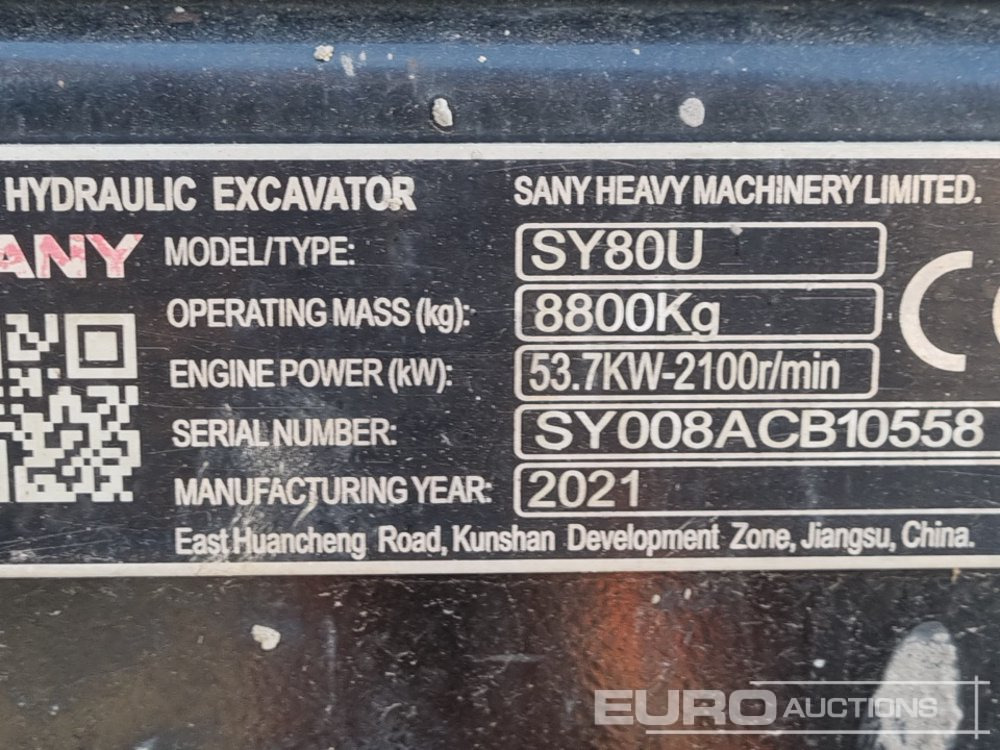 HYDRAULIC EXCAVATOR SANY HEAVY MACHINERY LIMITED.
ANY MODEL/TYPE: SY80U
OPERATING MASS (kg): 8800Kg
ENGINE POWER (kW): 53.7KW-2100r/min
SERIAL NUMBER: SY008ACB10558
MANUFACTURING YEAR: 2021
East Huancheng Road, Kunshan Development Zone, Jiangsu, China.
EURO AUCTIONS